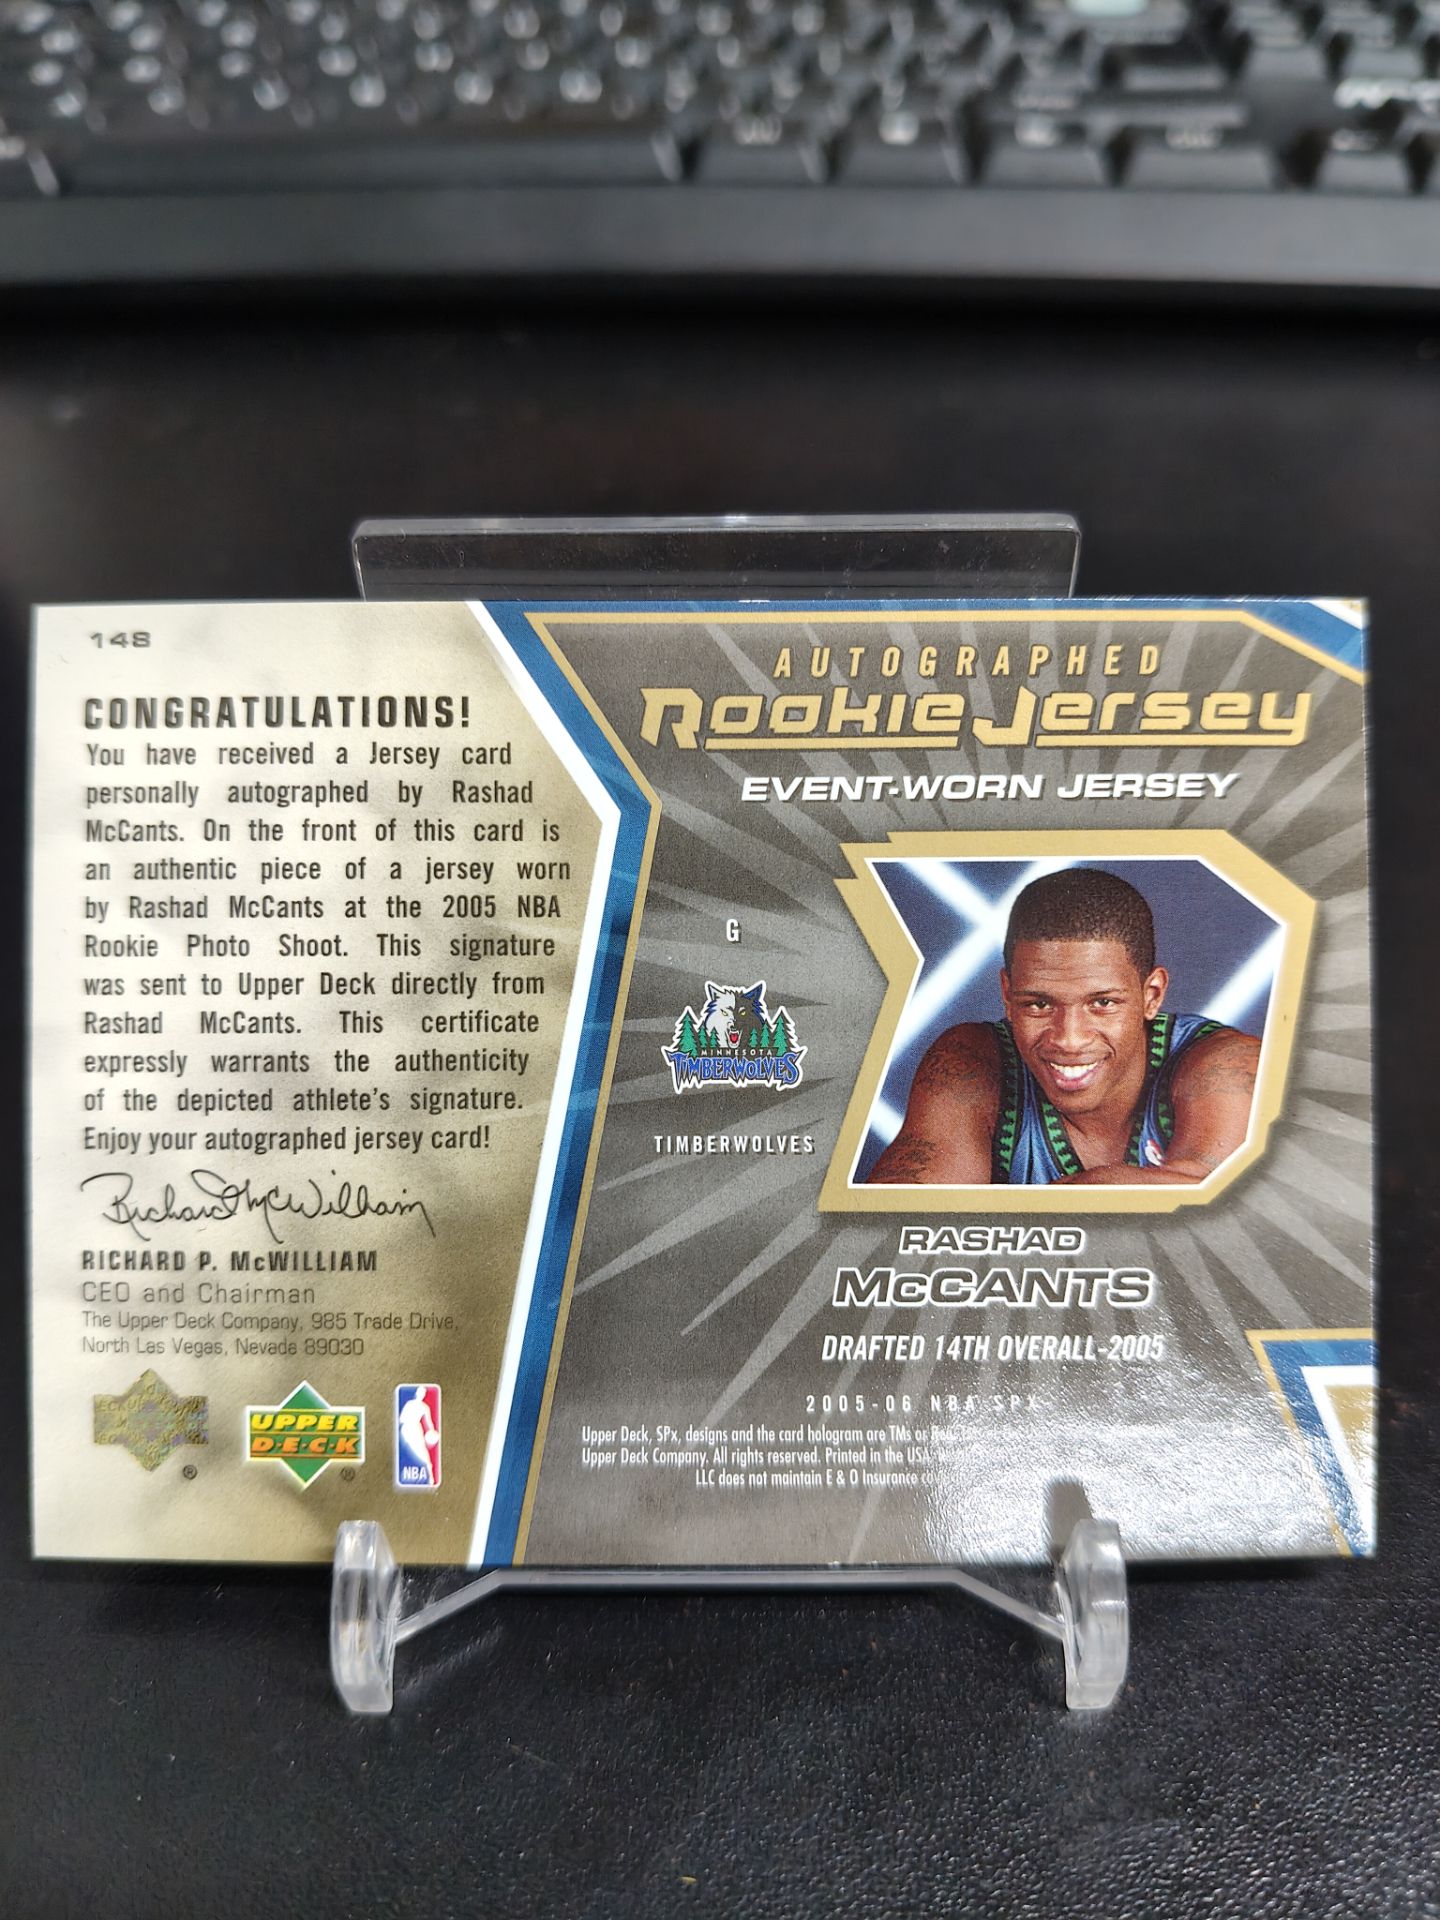 148
CONGRATULATIONS!
You have received a Jersey card
personally autographed by Rashad
McCants. On the front of this card is
an authentic piece of a jersey worn
by Rashad McCants at the 2005 NBA
Rookie Photo Shoot. This signature
was sent to Upper Deck directly from
Rashad McCants. This certificate
expressly warrants the authenticity
of the depicted athlete's signature.
Enjoy your autographed jersey card!
Richard McWilliam
RICHARD P. McWILLIAM
CEO and Chairman
The Upper Deck Company, 985 Trade Drive,
North Las Vegas, Nevada 89030
®
UPPER
D·E·C·K
®
NBA
AUTOGRAPHED
Rookie Jersey
EVENT-WORN JERSEY
G
MINNESOTA
TIMBERWOLVES
TIMBERWOLVES
RASHAD
McCANTS
DRAFTED 14TH OVERALL-2005
2005-06 NBA SPX
Upper Deck, SPx, designs and the card hologram are TMs or
Upper Deck Company. All rights reserved. Printed in the USA.
LLC does not maintain E & O Insurance